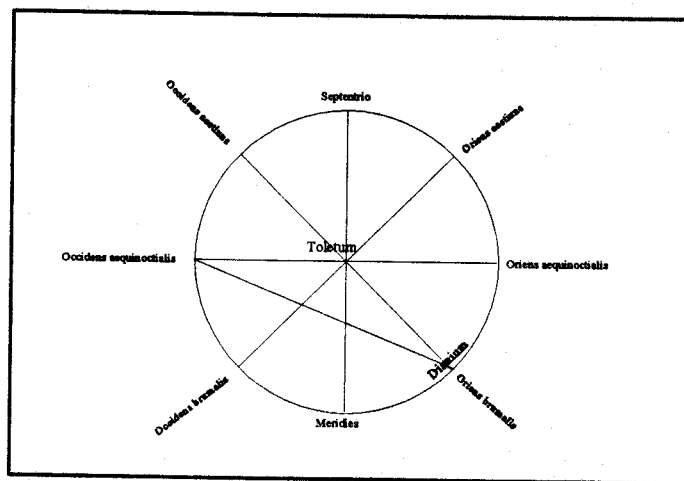 Septentrio
Occidens aestiuus
Oriens aestiuus
Toletum
Occidens aequinoctialis
Oriens aequinoctialis
Dianium
Occidens brumalis
Oriens brumalis
Meridies